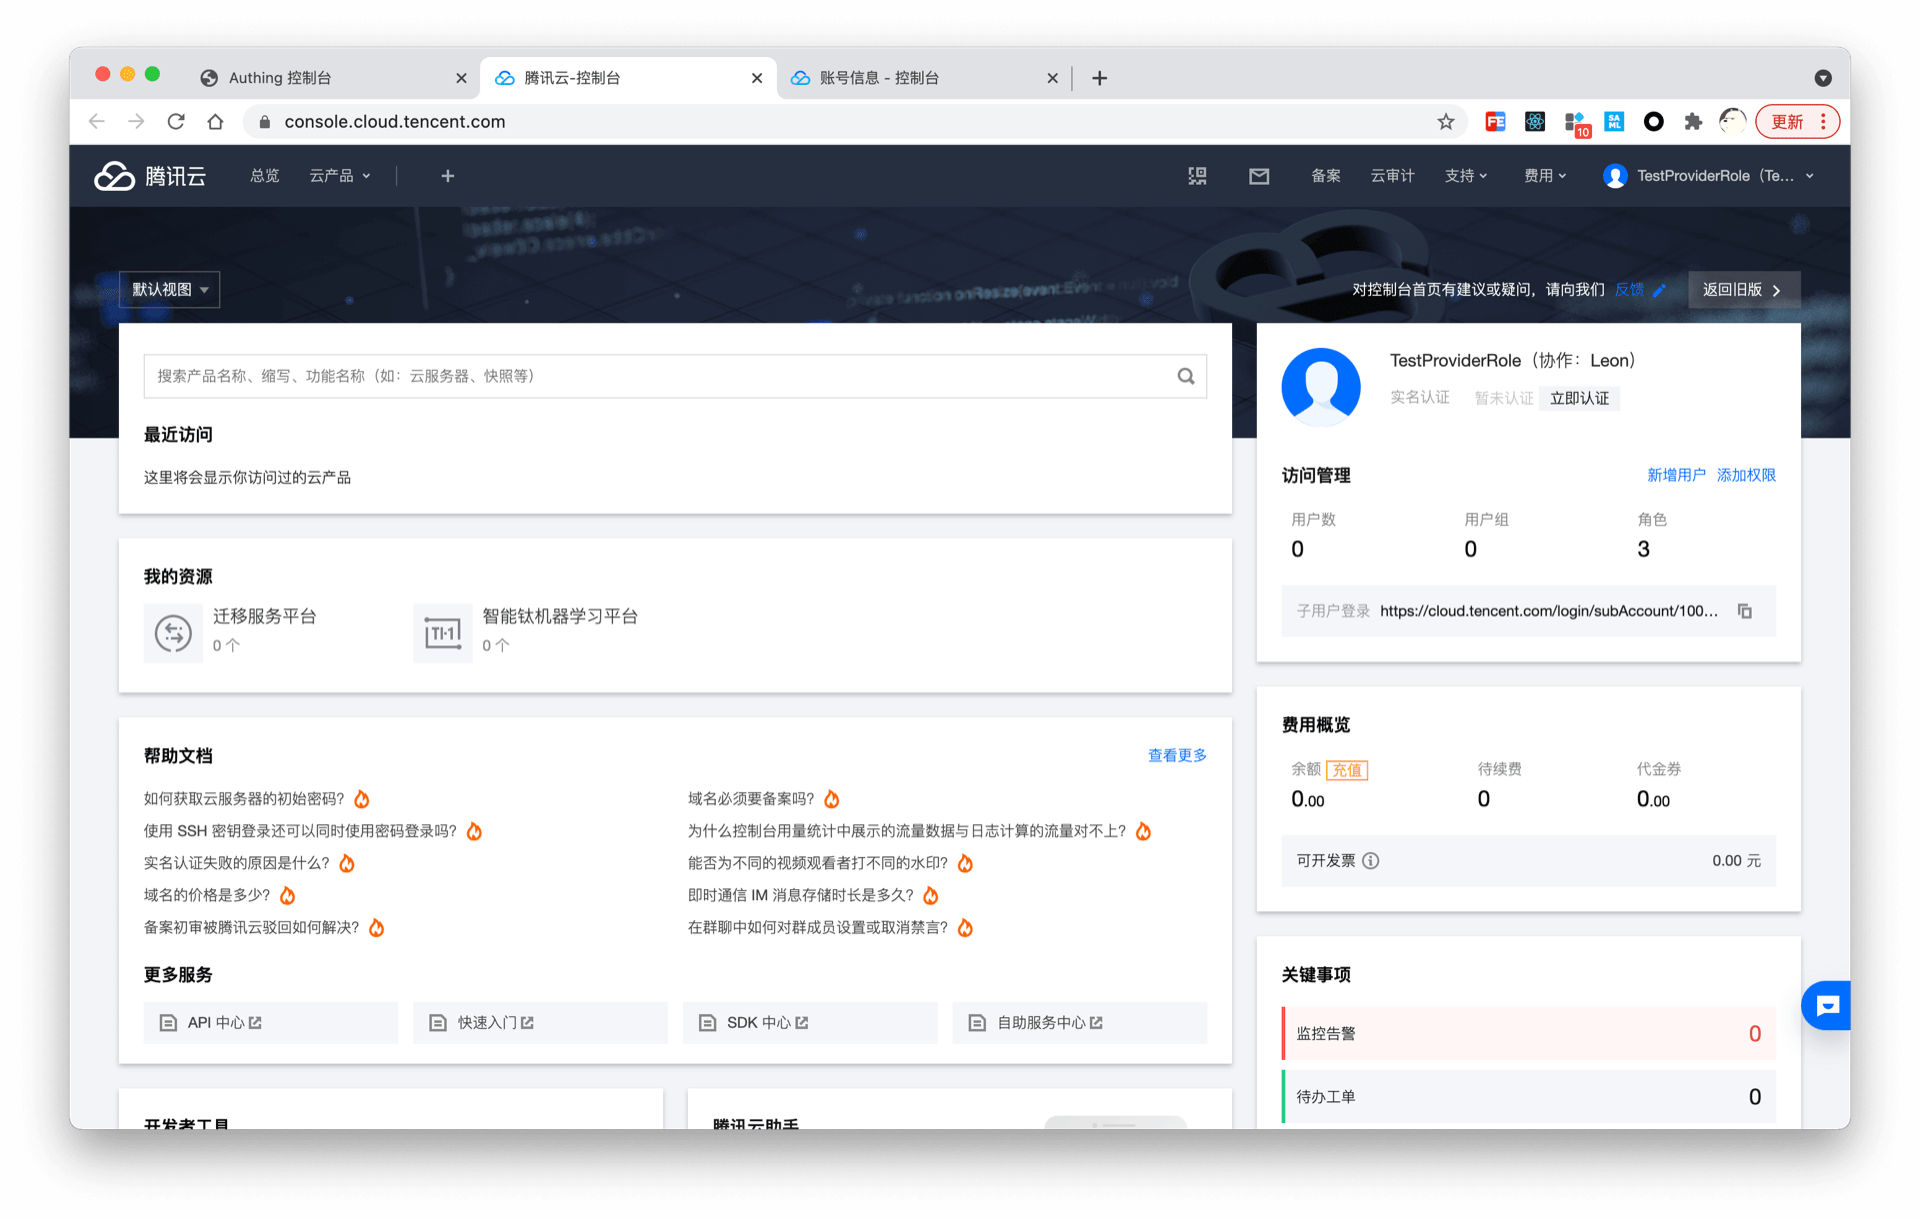 Authing 控制台
腾讯云-控制台
账号信息 - 控制台
console.cloud.tencent.com
FE
10
SA
ML
更新
腾讯云
总览
云产品
备案
云审计
支持
费用
TestProviderRole（Te...
默认视图
对控制台首页有建议或疑问，请向我们 反馈
返回旧版
搜索产品名称、缩写、功能名称（如：云服务器、快照等）
最近访问
这里将会显示你访问过的云产品
我的资源
迁移服务平台
0 个
TI-1
智能钛机器学习平台
0 个
帮助文档
查看更多
如何获取云服务器的初始密码?
域名必须要备案吗?
使用 SSH 密钥登录还可以同时使用密码登录吗?
为什么控制台用量统计中展示的流量数据与日志计算的流量对不上?
实名认证失败的原因是什么?
能否为不同的视频观看者打不同的水印?
域名的价格是多少?
即时通信 IM 消息存储时长是多久?
备案初审被腾讯云驳回如何解决?
在群聊中如何对群成员设置或取消禁言?
更多服务
API 中心
快速入门
SDK 中心
自助服务中心
开发者工具
腾讯云助手
TestProviderRole（协作：Leon）
实名认证 暂未认证 立即认证
访问管理
新增用户 添加权限
用户数 用户组 角色
0 0 3
子用户登录 https://cloud.tencent.com/login/subAccount/100...
费用概览
余额 充值 待续费 代金券
0.00 0 0.00
可开发票 0.00 元
关键事项
监控告警 0
待办工单 0